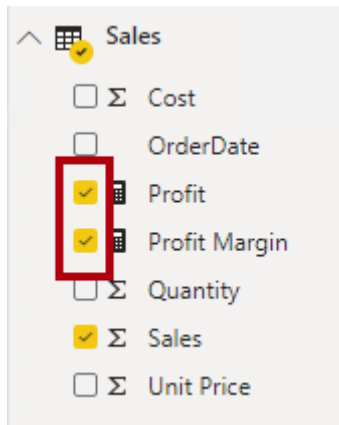 Sales
Σ Cost
OrderDate
Profit
Profit Margin
Σ Quantity
Σ Sales
Σ Unit Price